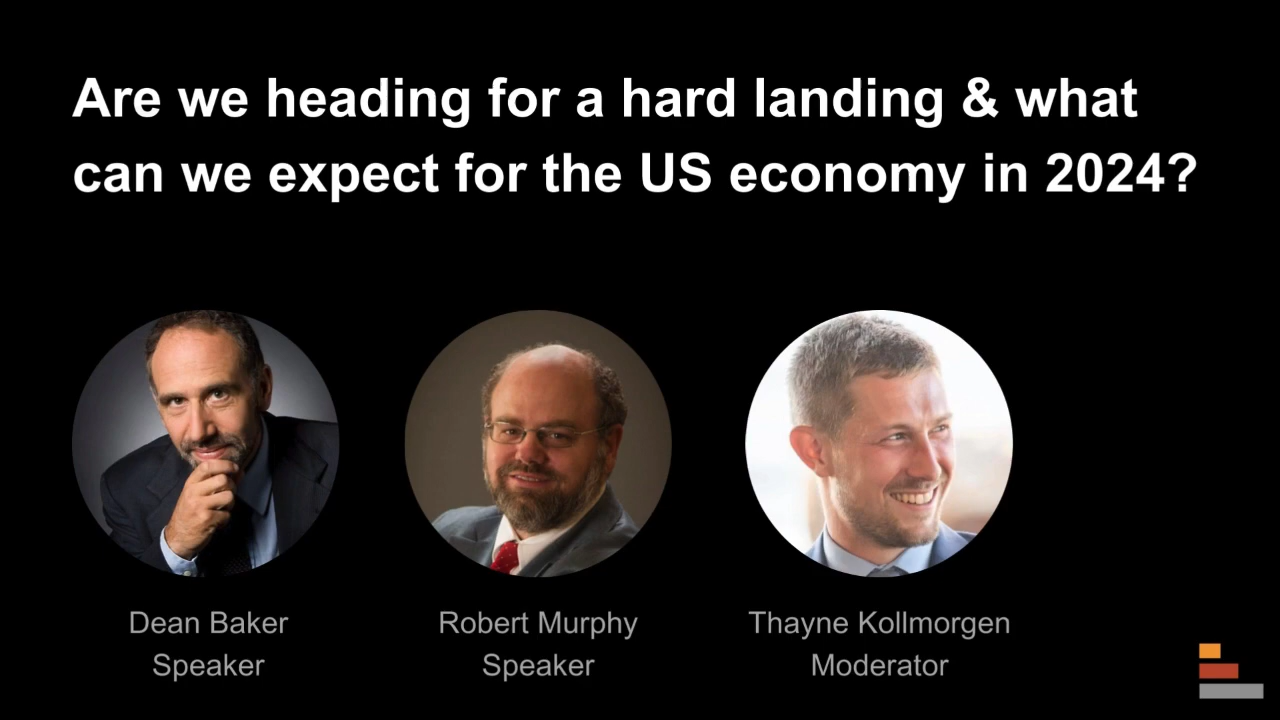 Are we heading for a hard landing & what
can we expect for the US economy in 2024?
Dean Baker
Speaker
Robert Murphy
Speaker
Thayne Kollmorgen
Moderator